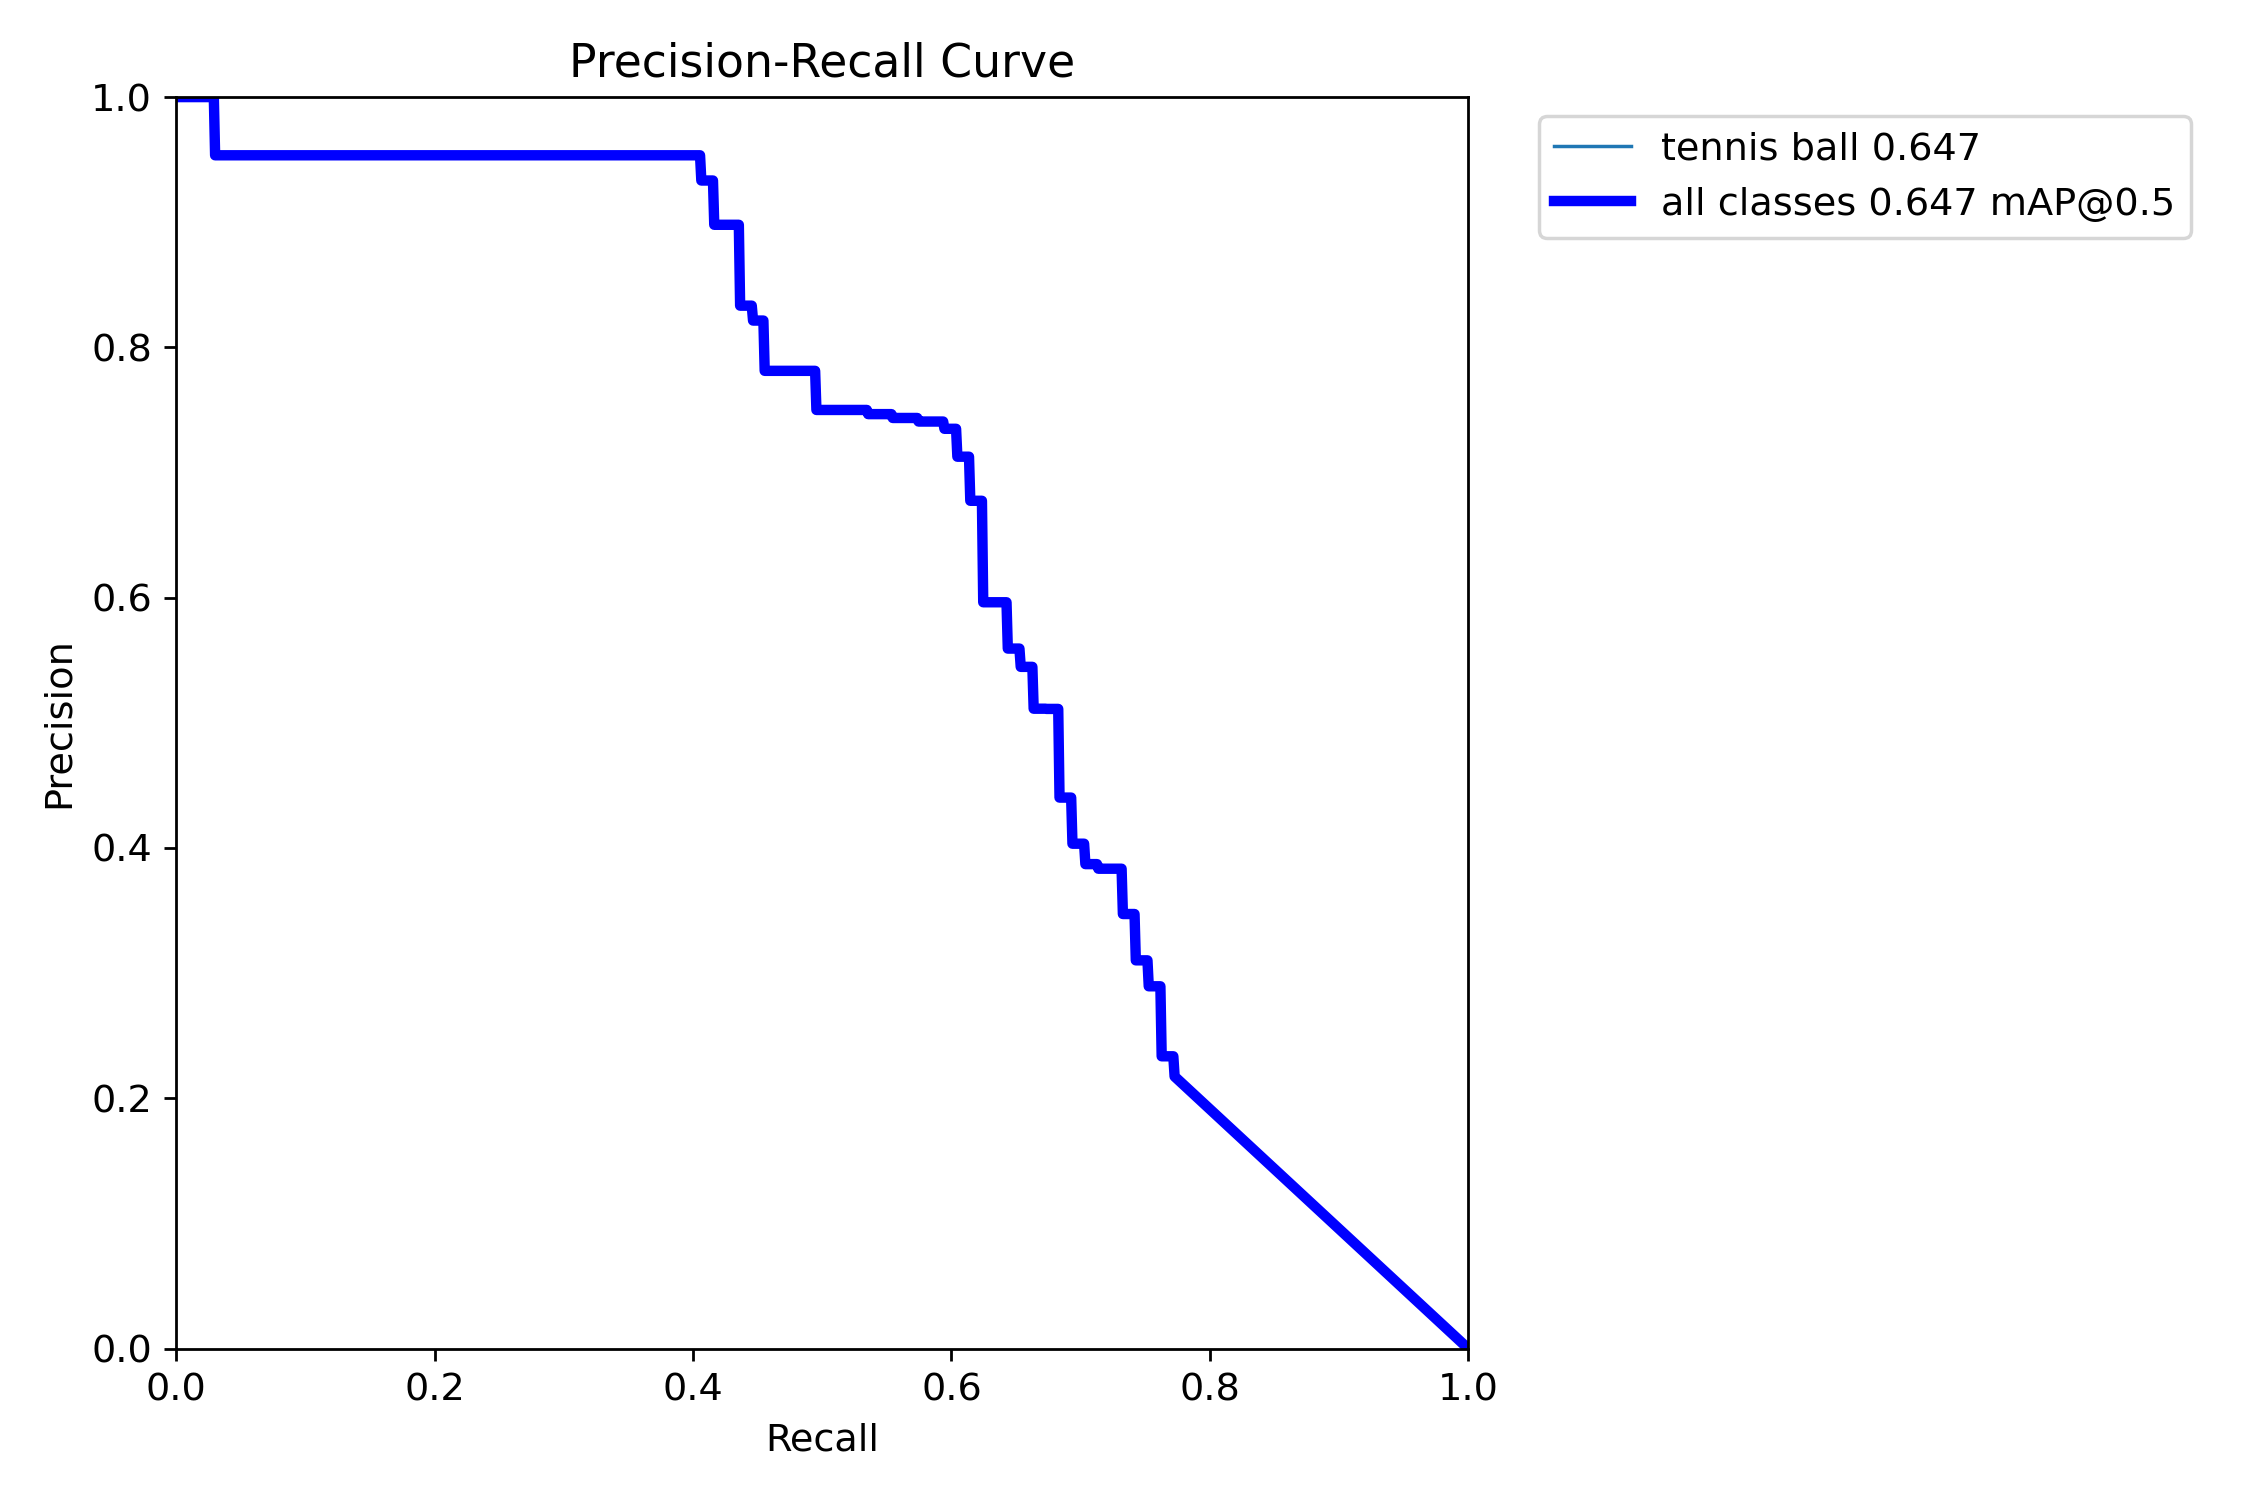 Precision-Recall Curve
1.0
0.8
0.6
0.4
0.2
0.0
Precision
0.0 0.2 0.4 0.6 0.8 1.0
Recall
tennis ball 0.647
all classes 0.647 mAP@0.5